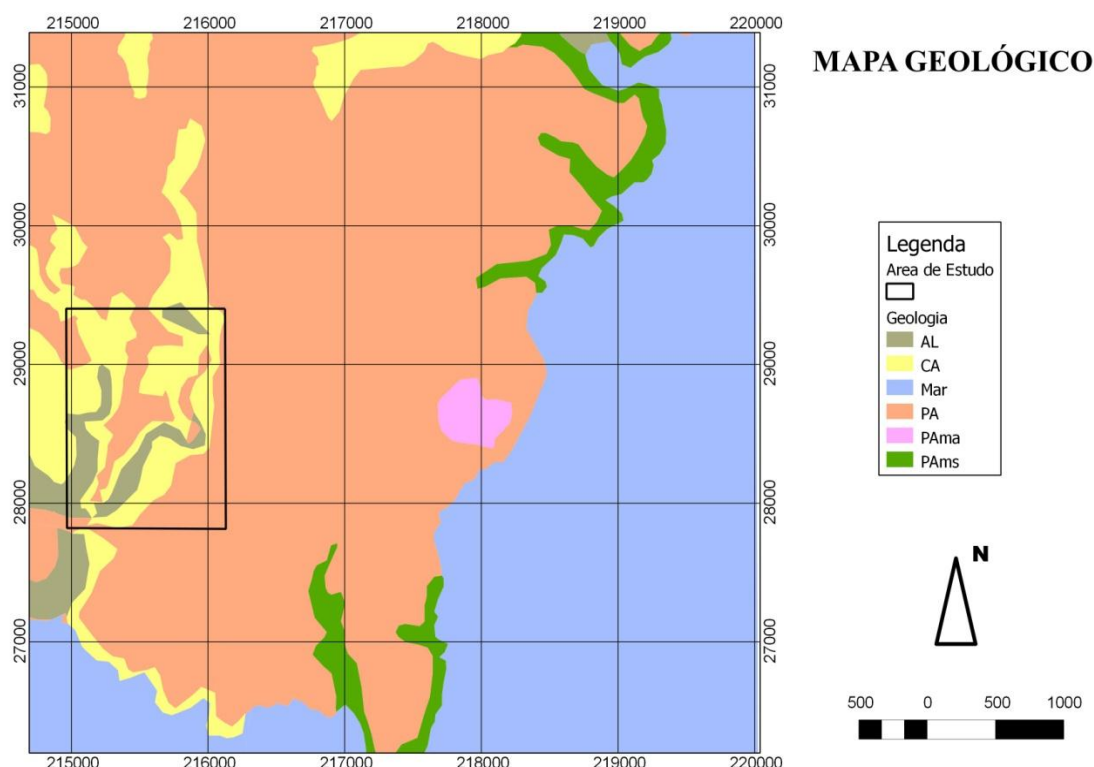 215000 216000 217000 218000 219000 220000
MAPA GEOLÓGICO
31000 31000
30000 30000
29000 29000
28000 28000
27000 27000
215000 216000 217000 218000 219000 220000
Legenda
Area de Estudo
Geologia
AL
CA
Mar
PA
PAma
PAms
N
500 0 500 1000